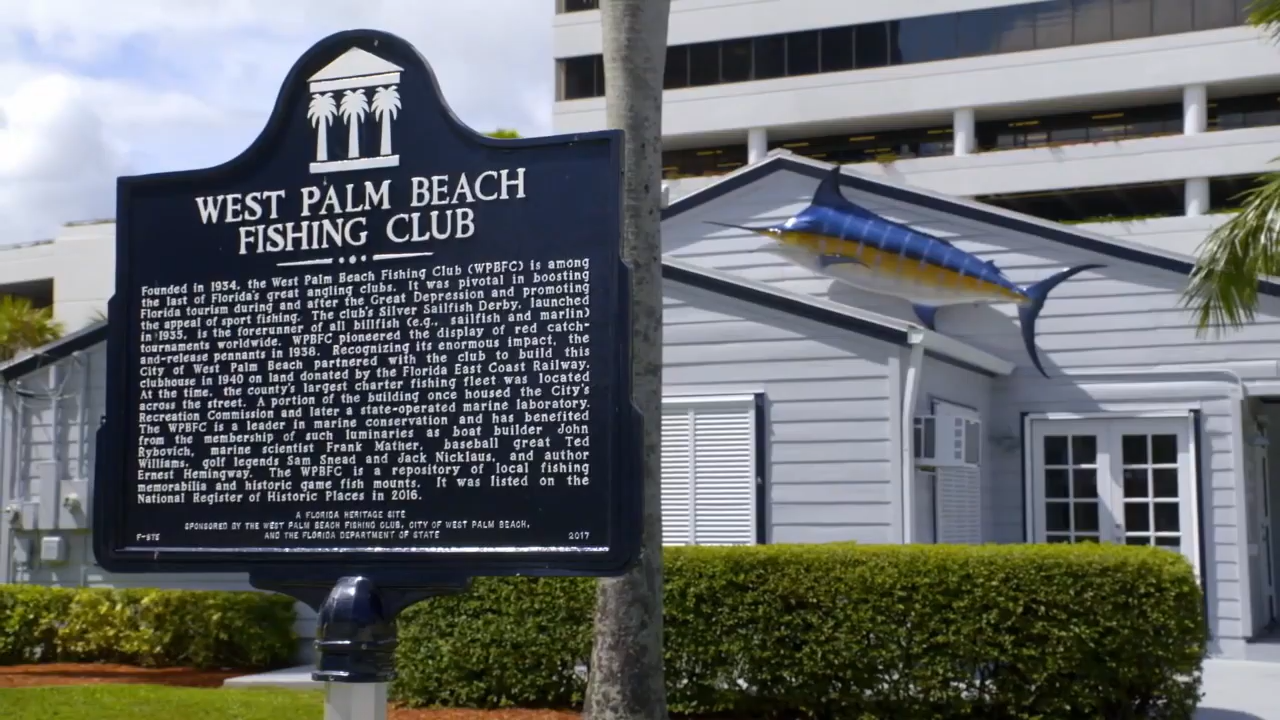 WEST PALM BEACH
FISHING CLUB
Founded in 1934, the West Palm Beach Fishing Club (WPBFC) is among
the last of Florida's great angling clubs. It was pivotal in boosting
Florida tourism during and after the Great Depression and promoting
the appeal of sport fishing. The club's Silver Sailfish Derby, launched
in 1935, is the forerunner of all billfish (e.g., sailfish and marlin)
tournaments worldwide. WPBFC pioneered the display of red catch-
and-release pennants in 1938. Recognizing its enormous impact, the
City of West Palm Beach partnered with the club to build this
clubhouse in 1940 on land donated by the Florida East Coast Railway.
At the time, the county's largest charter fishing fleet was located
across the street. A portion of the building once housed the City's
Recreation Commission and later a state-operated marine laboratory.
The WPBFC is a leader in marine conservation and has benefited
from the membership of such luminaries as boat builder John
Rybovich, marine scientist Frank Mather, baseball great Ted
Williams, golf legends Sam Snead and Jack Nicklaus, and author
Ernest Hemingway. The WPBFC is a repository of local fishing
memorabilia and historic game fish mounts. It was listed on the
National Register of Historic Places in 2016.
A FLORIDA HERITAGE SITE
SPONSORED BY THE WEST PALM BEACH FISHING CLUB, CITY OF WEST PALM BEACH,
AND THE FLORIDA DEPARTMENT OF STATE
2017